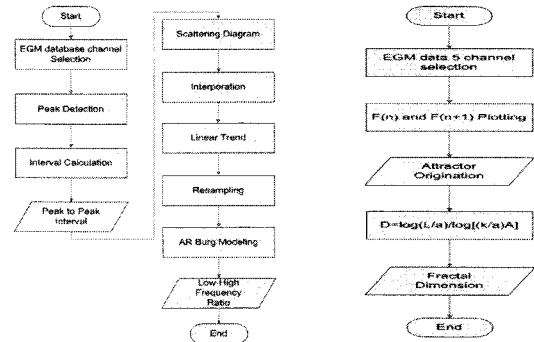 Start
EGM database channel
Selection
Peak Detection
Interval Calculation
Peak to Peak
Interval
Scattering Diagram
Interporation
Linear Trend
Resampling
AR Burg Modeling
Low-High
Frequency
Ratio
End
Start
EGM data 5 channel
selection
F(n) and F(n+1) Plotting
Attractor
Origination
D=log(L/a)/log[(k/a)A]
Fractal
Dimension
End